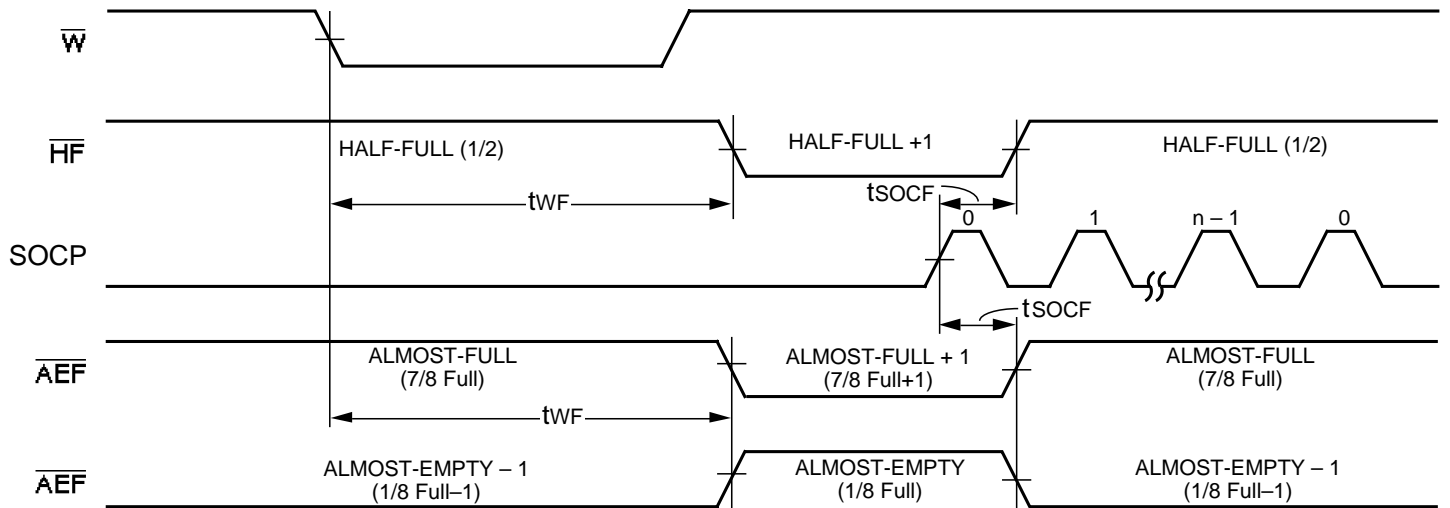 W
HF
HALF-FULL (1/2)
HALF-FULL +1
HALF-FULL (1/2)
tWF
tSOCF
0
1
n – 1
0
SOCP
tSOCF
AEF
ALMOST-FULL
(7/8 Full)
ALMOST-FULL + 1
(7/8 Full+1)
ALMOST-FULL
(7/8 Full)
tWF
AEF
ALMOST-EMPTY – 1
(1/8 Full–1)
ALMOST-EMPTY
(1/8 Full)
ALMOST-EMPTY – 1
(1/8 Full–1)